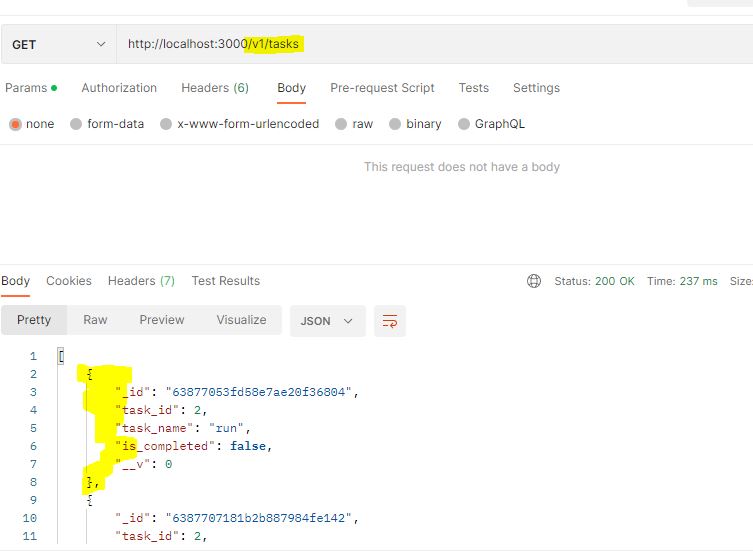 GET http://localhost:3000/v1/tasks
Params Authorization Headers (6) Body Pre-request Script Tests Settings
none form-data x-www-form-urlencoded raw binary GraphQL
This request does not have a body
Body Cookies Headers (7) Test Results Status: 200 OK Time: 237 ms Size:
Pretty Raw Preview Visualize JSON
1 [
2 {
3 "_id": "63877053fd58e7ae20f36804",
4 "task_id": 2,
5 "task_name": "run",
6 "is_completed": false,
7 "__v": 0
8 },
9 {
10 "_id": "6387707181b2b887984fe142",
11 "task_id": 2,